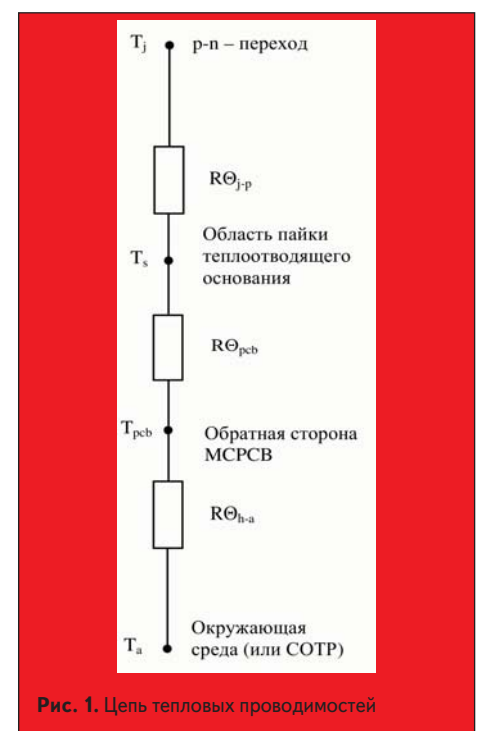 Tj p-n – переход
RΘj-p
Область пайки
Ts теплоотводящего
основания
RΘpcb
Tpcb Обратная сторона
MCPCB
RΘh-a
Окружающая
Ta среда (или СОТР)
Рис. 1. Цепь тепловых проводимостей